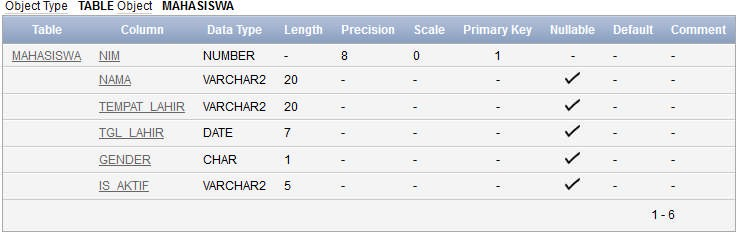 Object Type TABLE Object MAHASISWA
Table Column Data Type Length Precision Scale Primary Key Nullable Default Comment
MAHASISWA NIM NUMBER - 8 0 1 - - -
NAMA VARCHAR2 20 - - - ✓ - -
TEMPAT_LAHIR VARCHAR2 20 - - - ✓ - -
TGL_LAHIR DATE 7 - - - ✓ - -
GENDER CHAR 1 - - - ✓ - -
IS_AKTIF VARCHAR2 5 - - - ✓ - -
1 - 6